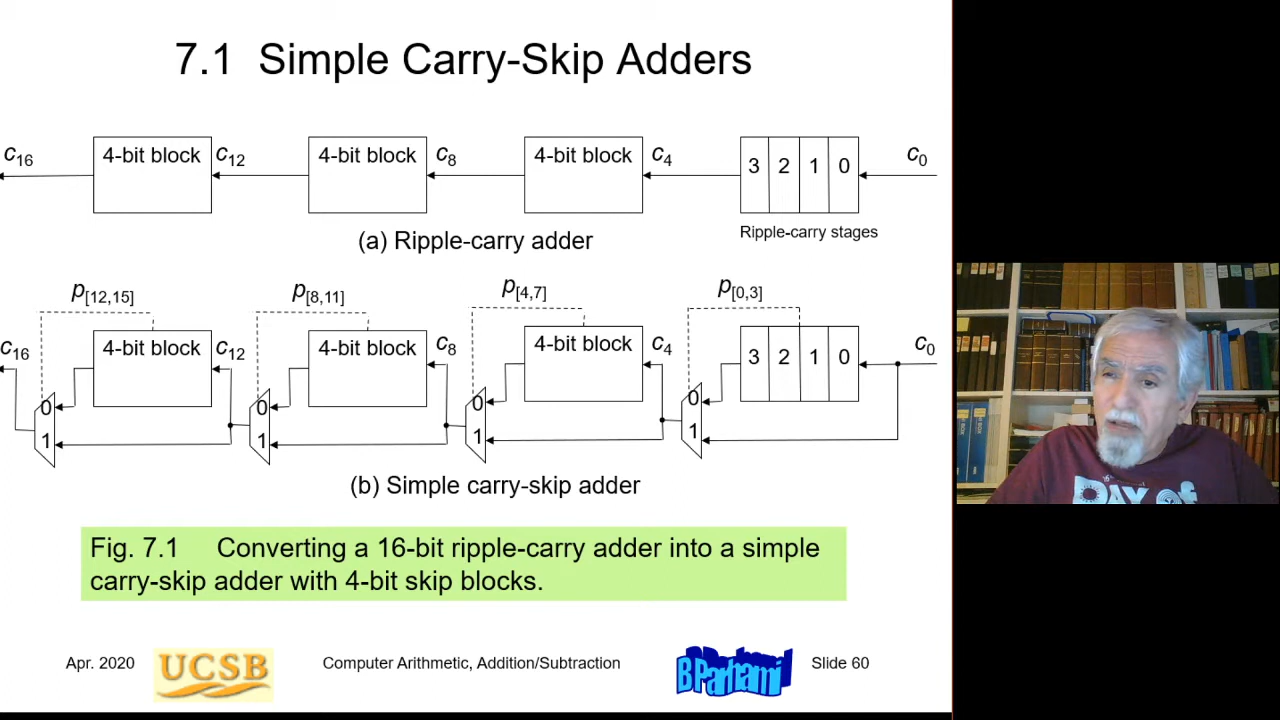 7.1 Simple Carry-Skip Adders
c16 4-bit block c12 4-bit block c8 4-bit block c4 3 2 1 0 c0
(a) Ripple-carry adder
Ripple-carry stages
p[12,15] p[8,11] p[4,7] p[0,3]
c16 4-bit block c12 4-bit block c8 4-bit block c4 3 2 1 0 c0
0 0 0 0
1 1 1 1
(b) Simple carry-skip adder
Fig. 7.1 Converting a 16-bit ripple-carry adder into a simple
carry-skip adder with 4-bit skip blocks.
Apr. 2020 UCSB Computer Arithmetic, Addition/Subtraction B Parhami Slide 60
DAY OF